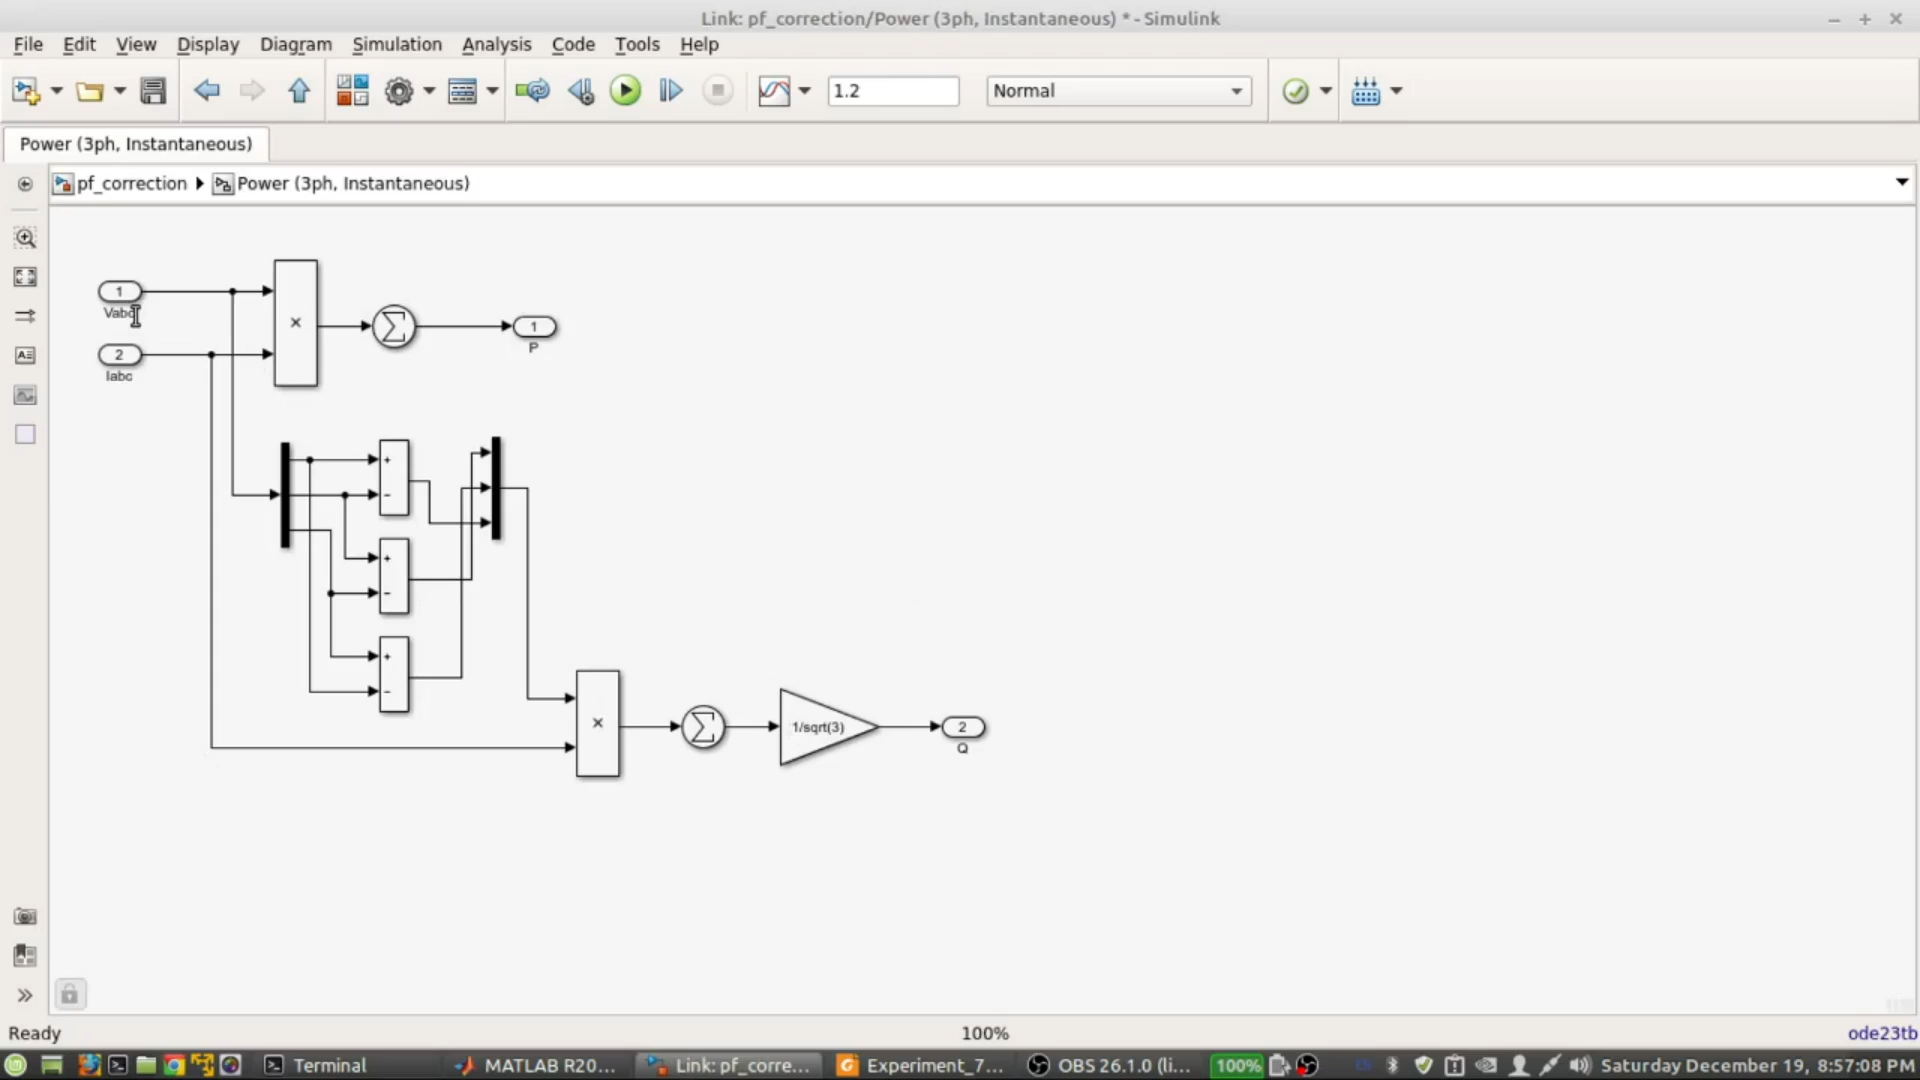 Link: pf_correction/Power (3ph, Instantaneous) * - Simulink
File Edit View Display Diagram Simulation Analysis Code Tools Help
1.2 Normal
Power (3ph, Instantaneous)
pf_correction Power (3ph, Instantaneous)
1
Vabc
2
Iabc
×
Σ
1
P
+
-
+
-
+
-
×
Σ
1/sqrt(3)
2
Q
Ready 100% ode23tb
Terminal MATLAB R20... Link: pf_corre... Experiment_7... OBS 26.1.0 (li... 100% Saturday December 19, 8:57:08 PM